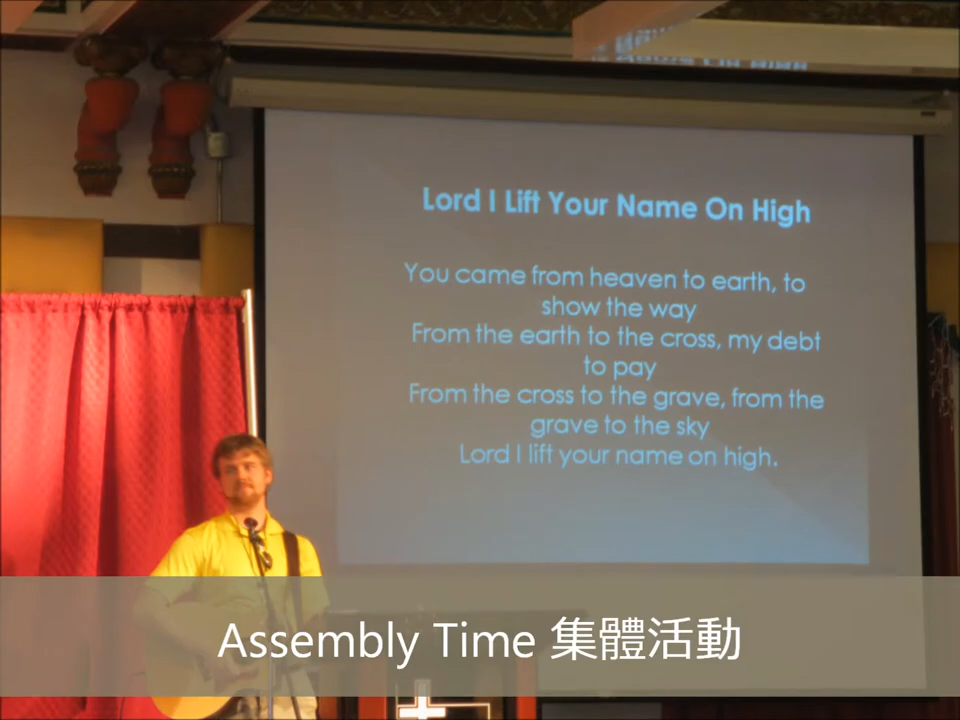 Lord I Lift Your Name On High
You came from heaven to earth, to
show the way
From the earth to the cross, my debt
to pay
From the cross to the grave, from the
grave to the sky
Lord I lift your name on high.
Assembly Time 集體活動